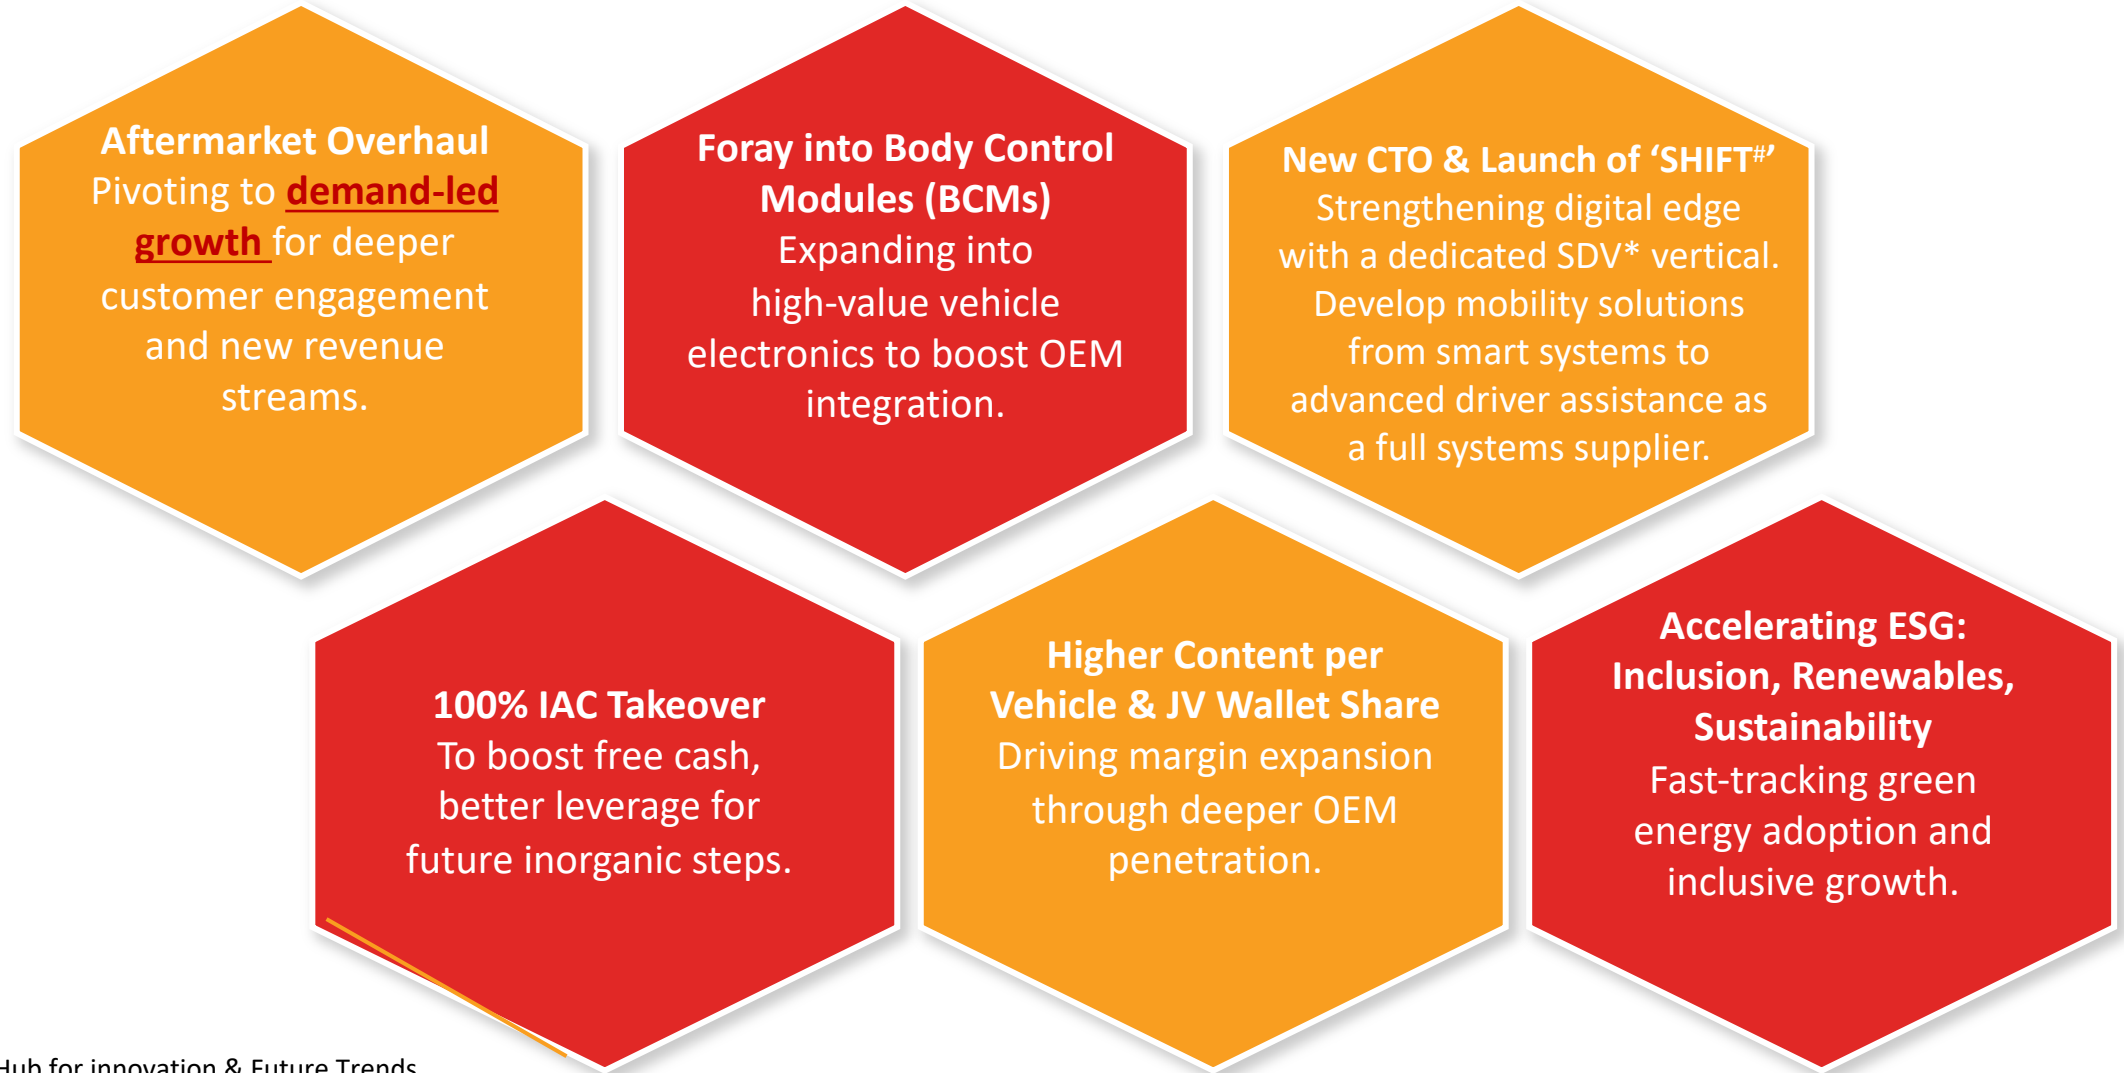 Aftermarket Overhaul
Pivoting to demand-led
growth for deeper
customer engagement
and new revenue
streams.
Foray into Body Control
Modules (BCMs)
Expanding into
high-value vehicle
electronics to boost OEM
integration.
New CTO & Launch of ‘SHIFT#’
Strengthening digital edge
with a dedicated SDV* vertical.
Develop mobility solutions
from smart systems to
advanced driver assistance as
a full systems supplier.
100% IAC Takeover
To boost free cash,
better leverage for
future inorganic steps.
Higher Content per
Vehicle & JV Wallet Share
Driving margin expansion
through deeper OEM
penetration.
Accelerating ESG:
Inclusion, Renewables,
Sustainability
Fast-tracking green
energy adoption and
inclusive growth.
Hub for innovation & Future Trends